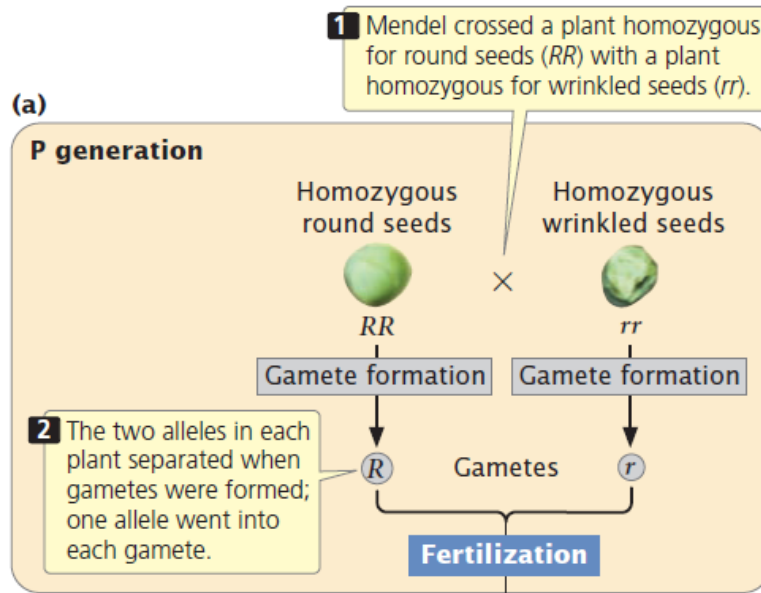 1 Mendel crossed a plant homozygous
for round seeds (RR) with a plant
homozygous for wrinkled seeds (rr).
(a)
P generation
Homozygous
round seeds
Homozygous
wrinkled seeds
×
RR
rr
Gamete formation
Gamete formation
2 The two alleles in each
plant separated when
gametes were formed;
one allele went into
each gamete.
R
Gametes
r
Fertilization